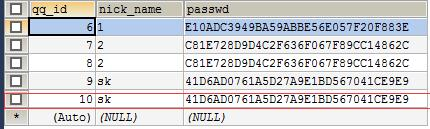 qq_id nick_name passwd
6 1 E10ADC3949BA59ABBE56E057F20F883E
7 2 C81E728D9D4C2F636F067F89CC14862C
8 2 C81E728D9D4C2F636F067F89CC14862C
9 sk 41D6AD0761A5D27A9E1BD567041CE9E9
10 sk 41D6AD0761A5D27A9E1BD567041CE9E9
* (Auto) (NULL) (NULL)